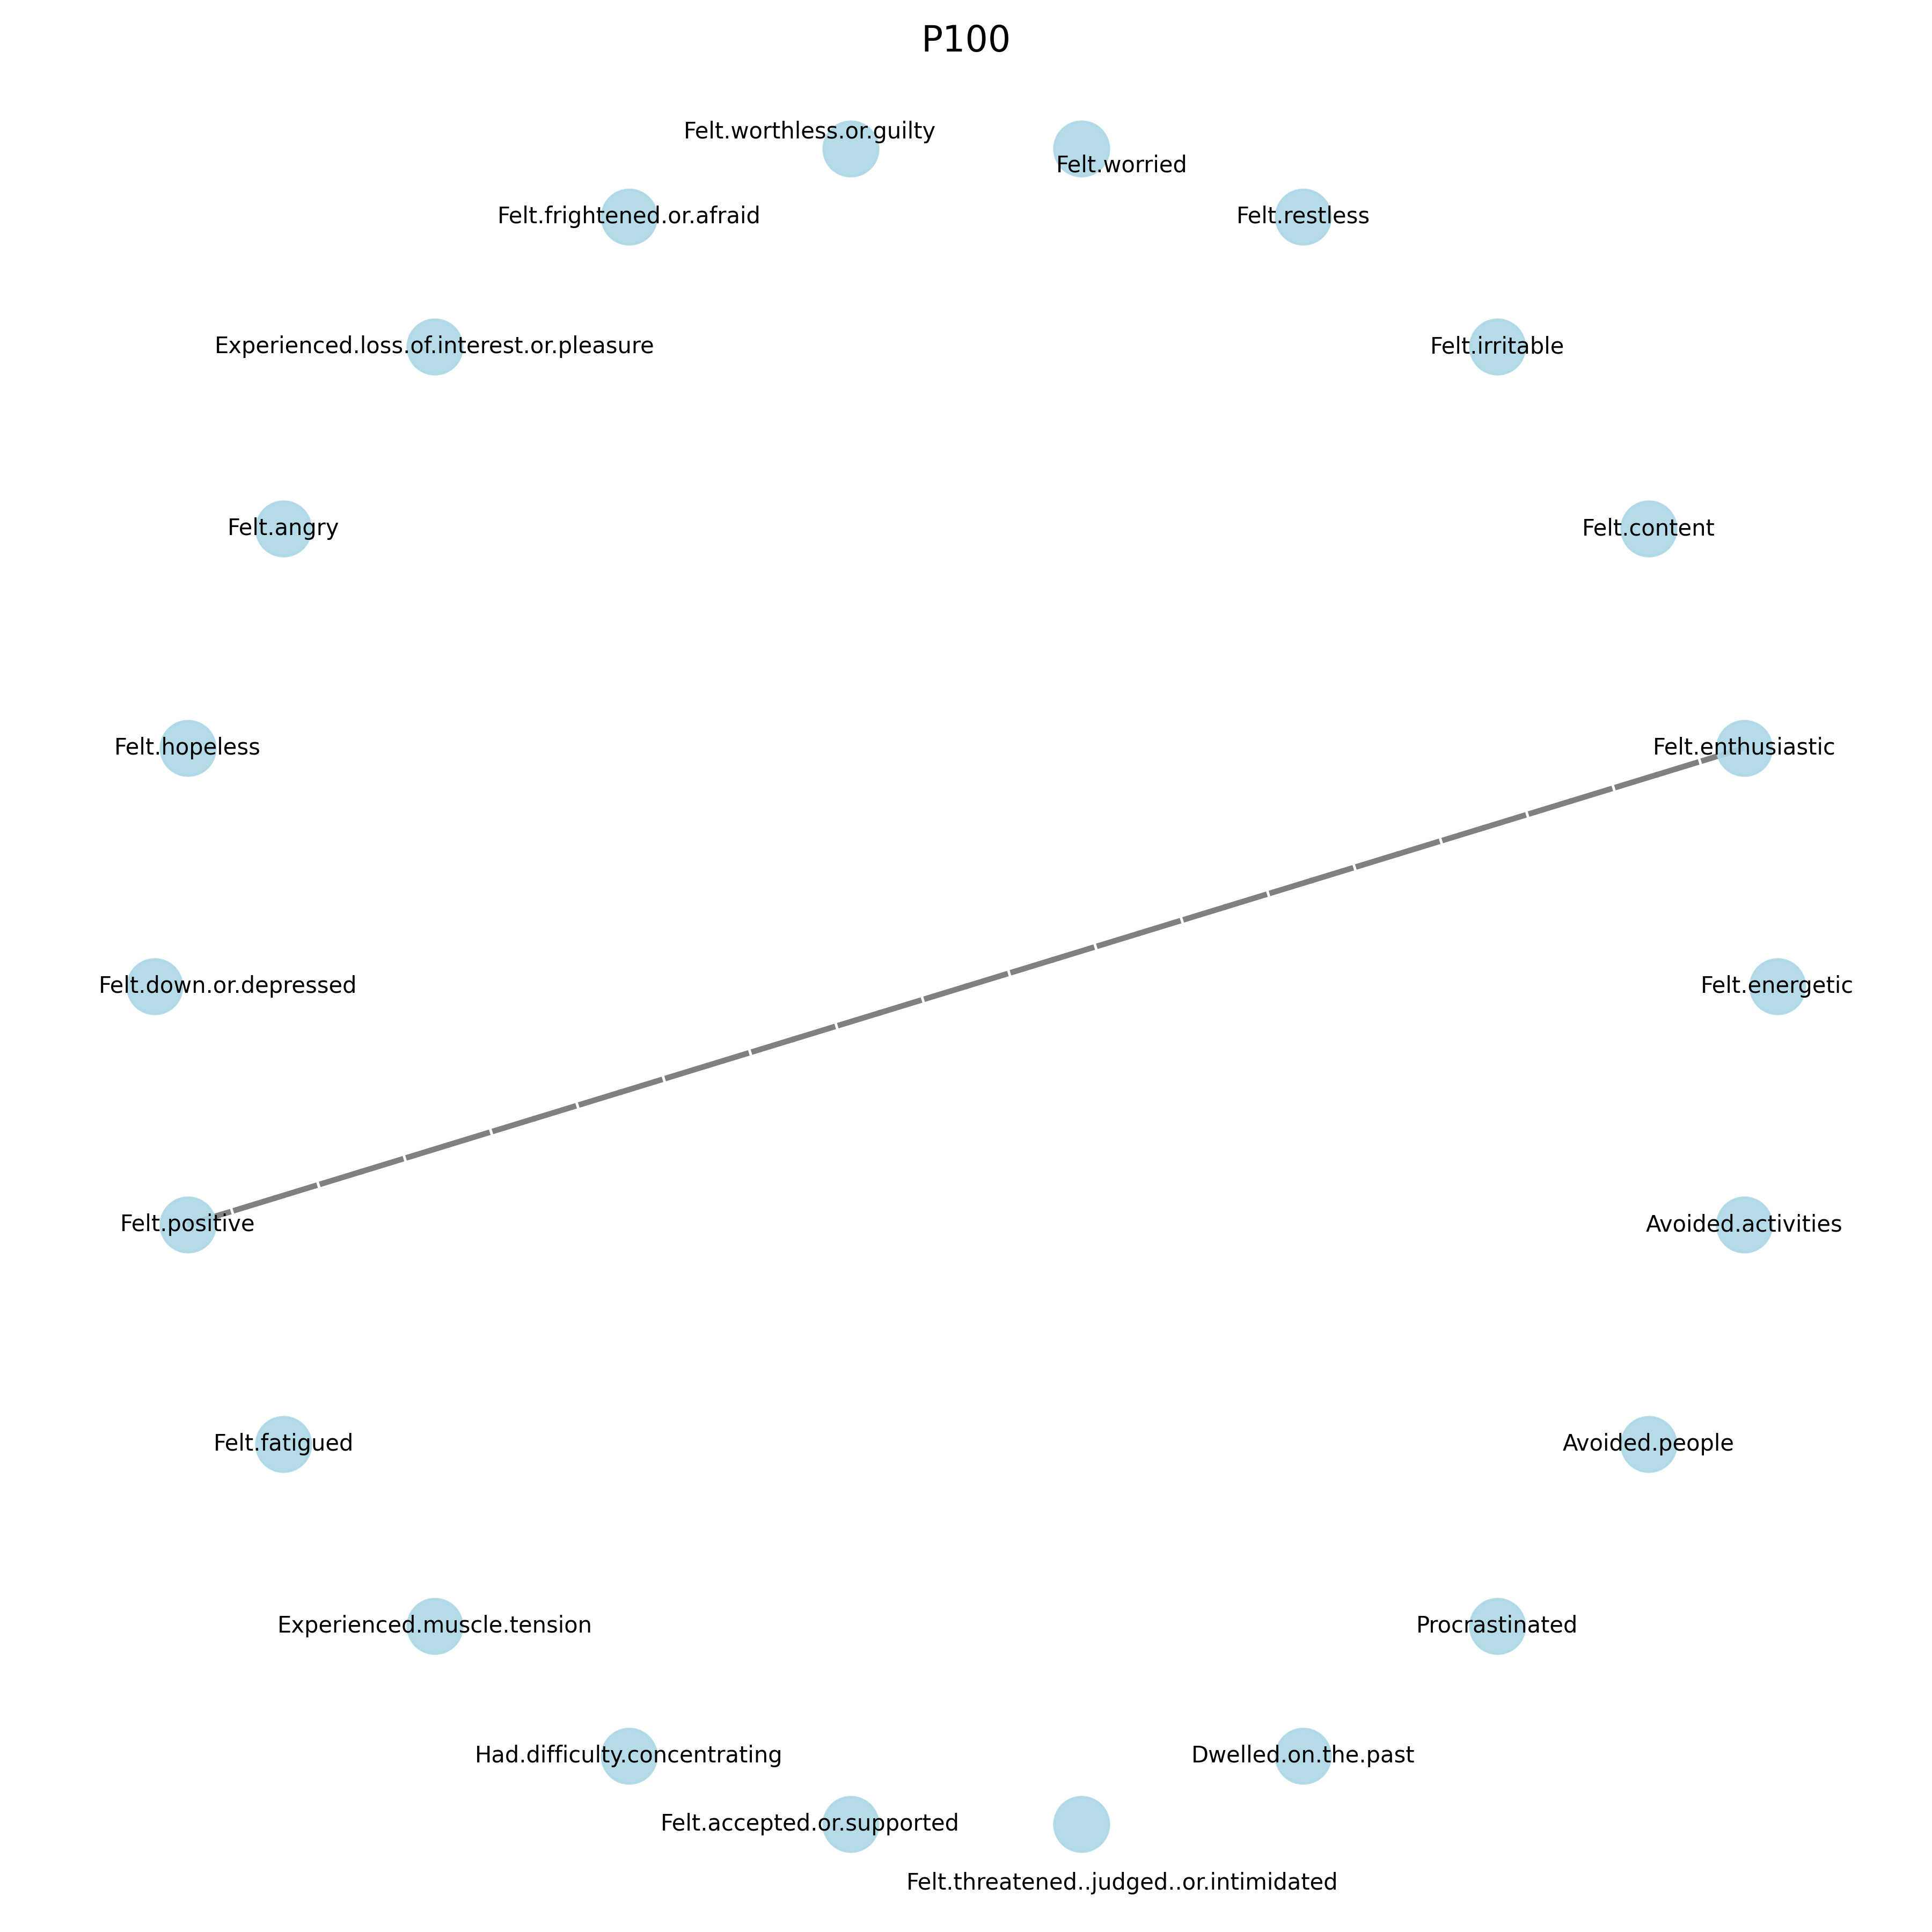 P100
Felt.worthless.or.guilty
Felt.worried
Felt.frightened.or.afraid
Felt.restless
Experienced.loss.of.interest.or.pleasure
Felt.irritable
Felt.angry
Felt.content
Felt.hopeless
Felt.enthusiastic
Felt.down.or.depressed
Felt.energetic
Felt.positive
Avoided.activities
Felt.fatigued
Avoided.people
Experienced.muscle.tension
Procrastinated
Had.difficulty.concentrating
Dwelled.on.the.past
Felt.accepted.or.supported
Felt.threatened..judged..or.intimidated